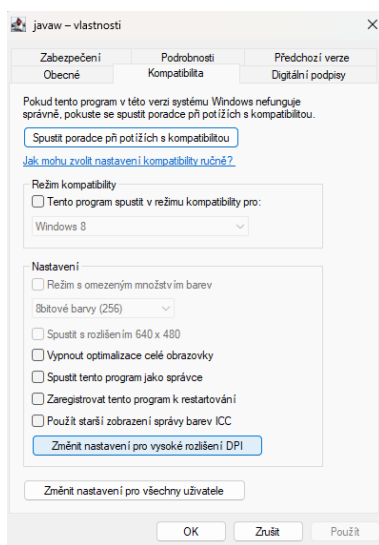 javaw – vlastnosti
Zabezpečení Podrobnosti Předchozí verze
Obecné Kompatibilita Digitální podpisy
Pokud tento program v této verzi systému Windows nefunguje
správně, pokuste se spustit poradce při potížích s kompatibilitou.
Spustit poradce při potížích s kompatibilitou
Jak mohu zvolit nastavení kompatibility ručně?
Režim kompatibility
Tento program spustit v režimu kompatibility pro:
Windows 8
Nastavení
Režim s omezeným množstvím barev
8bitové barvy (256)
Spustit s rozlišením 640 x 480
Vypnout optimalizace celé obrazovky
Spustit tento program jako správce
Zaregistrovat tento program k restartování
Použít starší zobrazení správy barev ICC
Změnit nastavení pro vysoké rozlišení DPI
Změnit nastavení pro všechny uživatele
OK Zrušit Použít